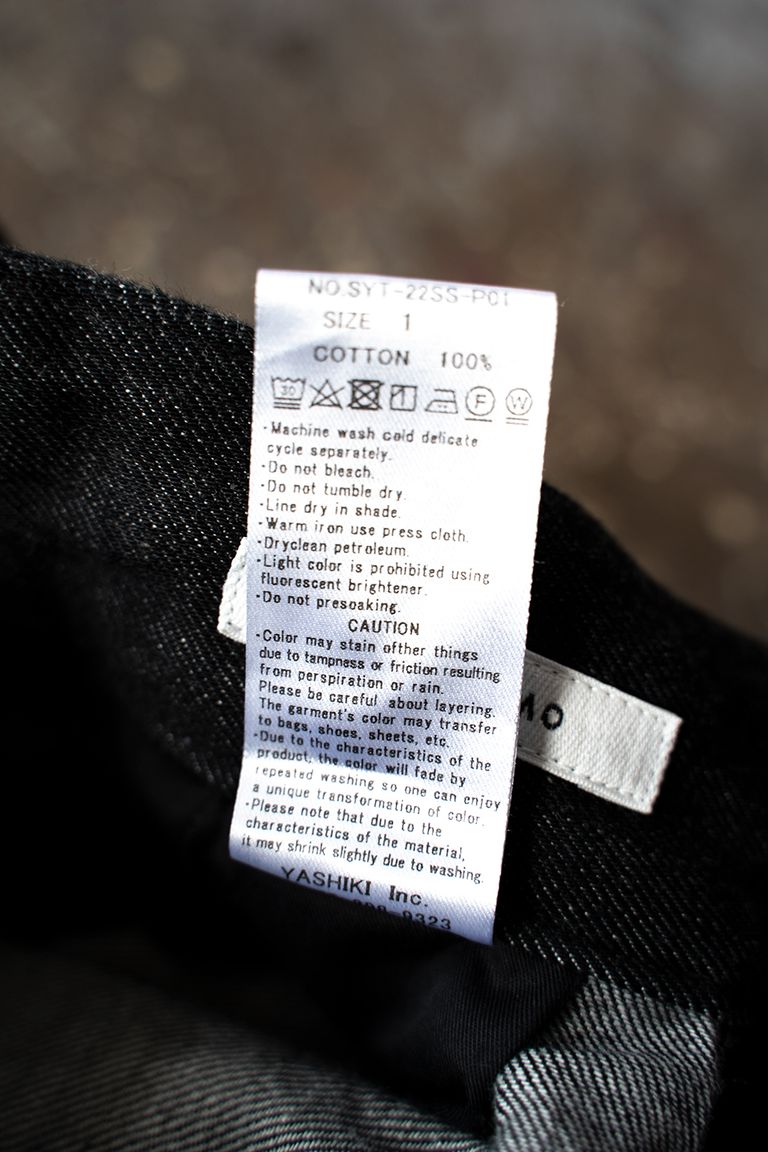 NO.SYT-22SS-P01
SIZE 1
COTTON 100%
30
F W
·Machine wash cold delicate
cycle separately.
·Do not bleach.
·Do not tumble dry.
·Line dry in shade.
·Warm iron use press cloth.
·Dryclean petroleum.
·Light color is prohibited using
fluorescent brightener.
·Do not presoaking.
CAUTION
·Color may stain ofther things
due to tampness or friction resulting
from perspiration or rain.
Please be careful about layering.
The garment's color may transfer
to bags, shoes, sheets, etc.
·Due to the characteristics of the
product, the color will fade by
repeated washing so one can enjoy
a unique transformation of color.
·Please note that due to the
characteristics of the material,
it may shrink slightly due to washing.
YASHIKI Inc.
9323